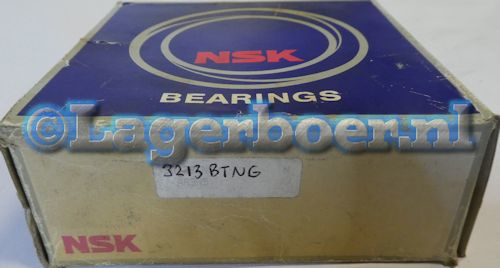 NSK
BEARINGS
©Lagerboer.nl
3213 BTNG
NSK